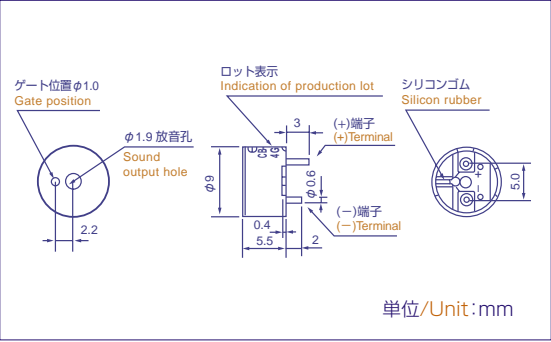 ゲート位置φ1.0
Gate position
φ1.9 放音孔
Sound
output hole
2.2
ロット表示
Indication of production lot
3
(+)端子
(+)Terminal
φ9
CB
4G
φ0.6
(−)端子
(−)Terminal
0.4
5.5
2
シリコンゴム
Silicon rubber
+
−
5.0
単位/Unit:mm